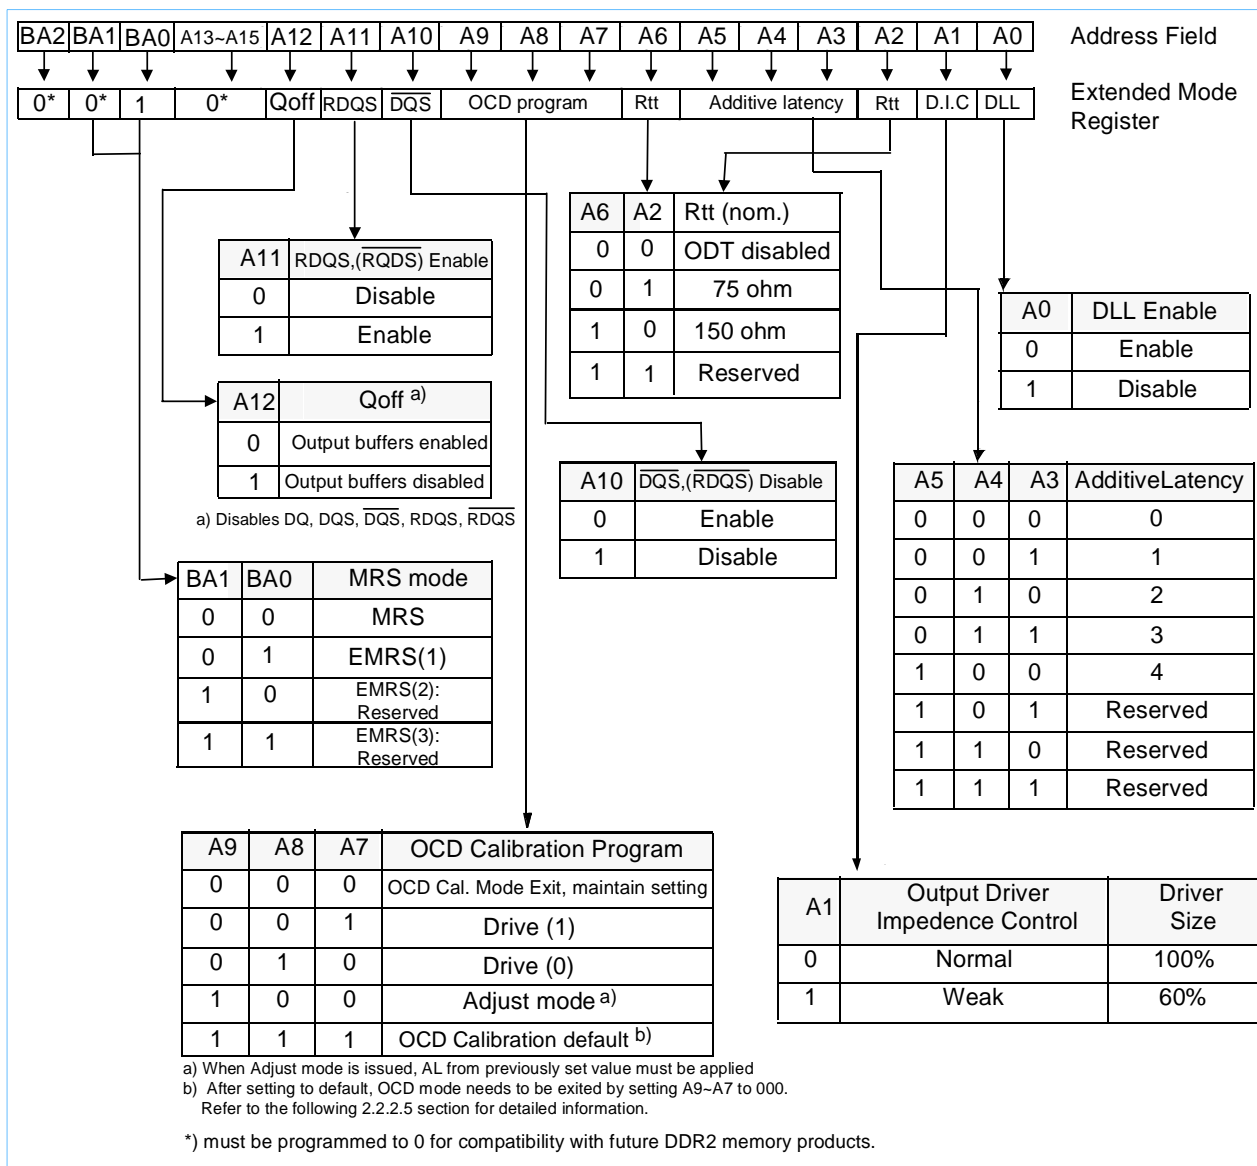 BA2 BA1 BA0 A13~A15 A12 A11 A10 A9 A8 A7 A6 A5 A4 A3 A2 A1 A0 Address Field
0* 0* 1 0* Qoff RDQS DQS OCD program Rtt Additive latency Rtt D.I.C DLL Extended Mode Register
A11 RDQS,(RQDS) Enable
0 Disable
1 Enable
A6 A2 Rtt (nom.)
0 0 ODT disabled
0 1 75 ohm
1 0 150 ohm
1 1 Reserved
A0 DLL Enable
0 Enable
1 Disable
A12 Qoff a)
0 Output buffers enabled
1 Output buffers disabled
a) Disables DQ, DQS, DQS, RDQS, RDQS
A10 DQS,(RDQS) Disable
0 Enable
1 Disable
A5 A4 A3 AdditiveLatency
0 0 0 0
0 0 1 1
0 1 0 2
0 1 1 3
1 0 0 4
1 0 1 Reserved
1 1 0 Reserved
1 1 1 Reserved
BA1 BA0 MRS mode
0 0 MRS
0 1 EMRS(1)
1 0 EMRS(2): Reserved
1 1 EMRS(3): Reserved
A9 A8 A7 OCD Calibration Program
0 0 0 OCD Cal. Mode Exit, maintain setting
0 0 1 Drive (1)
0 1 0 Drive (0)
1 0 0 Adjust mode a)
1 1 1 OCD Calibration default b)
A1 Output Driver Impedence Control Driver Size
0 Normal 100%
1 Weak 60%
a) When Adjust mode is issued, AL from previously set value must be applied
b) After setting to default, OCD mode needs to be exited by setting A9~A7 to 000.
Refer to the following 2.2.2.5 section for detailed information.
*) must be programmed to 0 for compatibility with future DDR2 memory products.